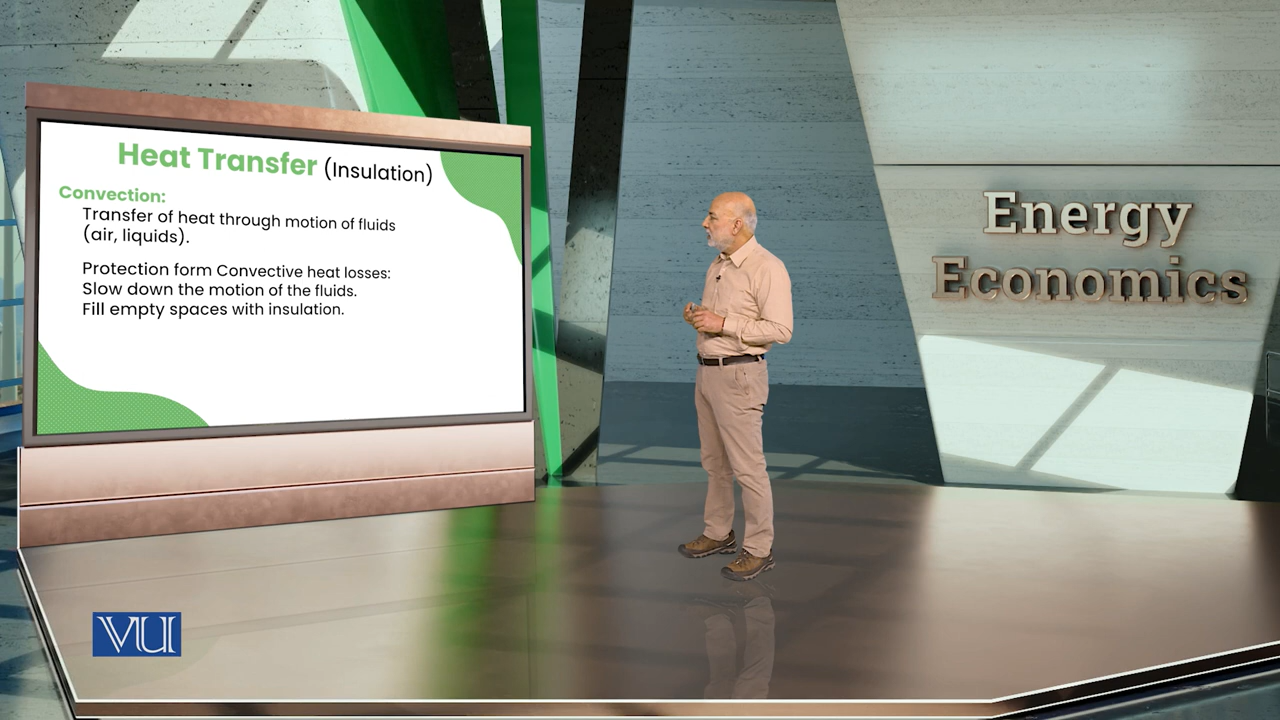 Heat Transfer (Insulation)
Convection:
Transfer of heat through motion of fluids
(air, liquids).
Protection form Convective heat losses:
Slow down the motion of the fluids.
Fill empty spaces with insulation.
Energy
Economics
VU